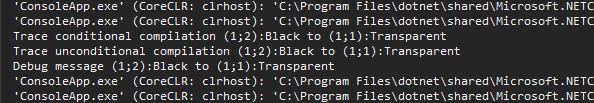 'ConsoleApp.exe' (CoreCLR: clrhost): 'C:\Program Files\dotnet\shared\Microsoft.NETC
'ConsoleApp.exe' (CoreCLR: clrhost): 'C:\Program Files\dotnet\shared\Microsoft.NETC
Trace conditional compilation (1;2):Black to (1;1):Transparent
Trace unconditional compilation (1;2):Black to (1;1):Transparent
Debug message (1;2):Black to (1;1):Transparent
'ConsoleApp.exe' (CoreCLR: clrhost): 'C:\Program Files\dotnet\shared\Microsoft.NETC
'ConsoleApp.exe' (CoreCLR: clrhost): 'C:\Program Files\dotnet\shared\Microsoft.NETC